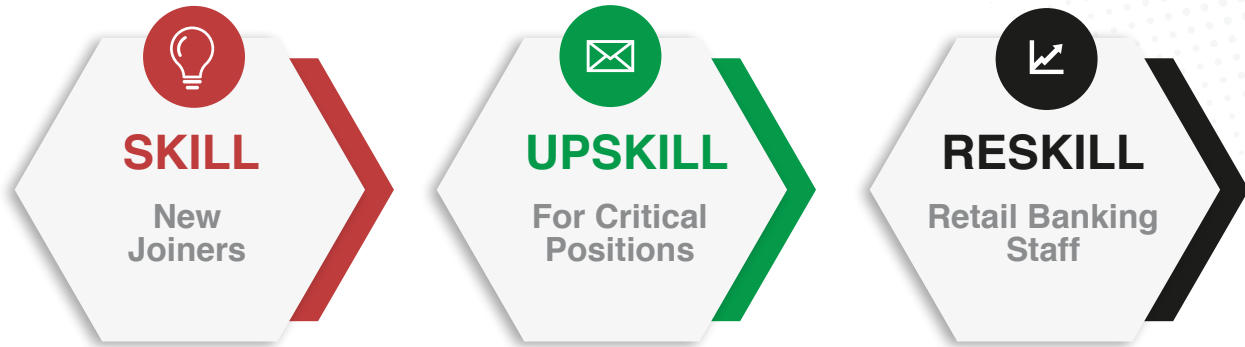 SKILL
New
Joiners
UPSKILL
For Critical
Positions
RESKILL
Retail Banking
Staff